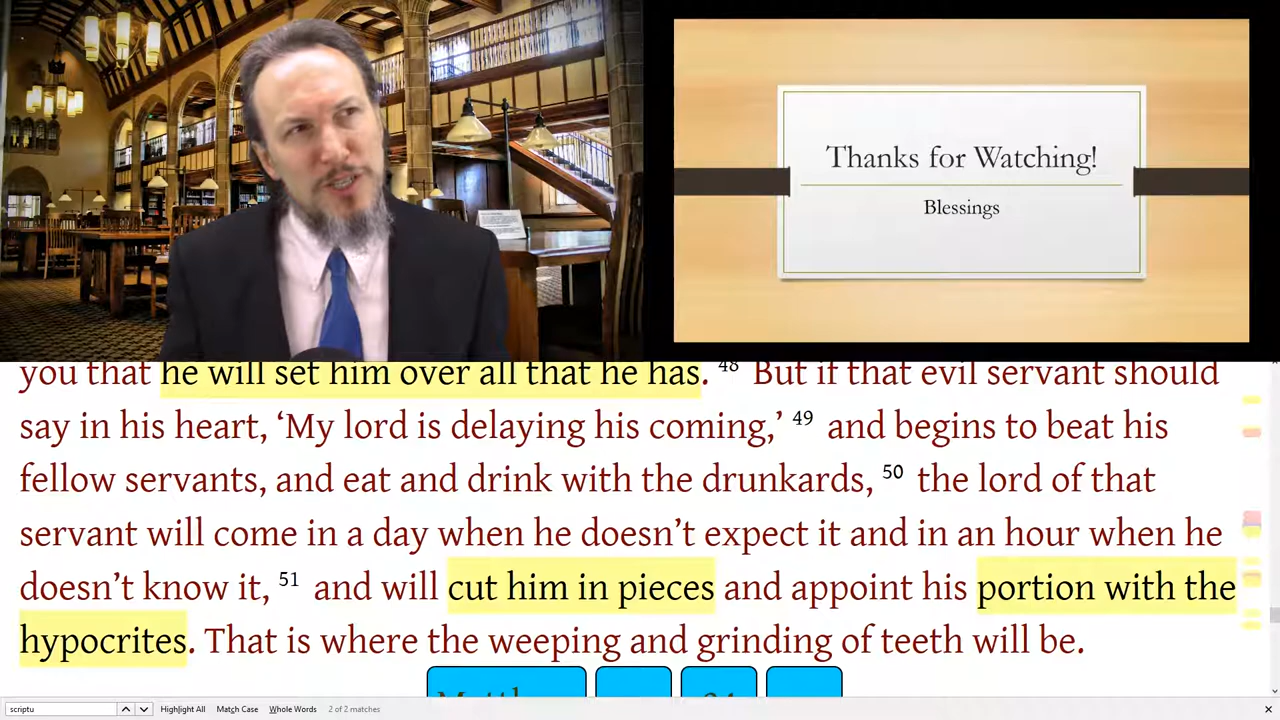 Thanks for Watching!
Blessings
you that he will set him over all that he has. 48 But if that evil servant should
say in his heart, ‘My lord is delaying his coming,’ 49 and begins to beat his
fellow servants, and eat and drink with the drunkards, 50 the lord of that
servant will come in a day when he doesn’t expect it and in an hour when he
doesn’t know it, 51 and will cut him in pieces and appoint his portion with the
hypocrites. That is where the weeping and grinding of teeth will be.
scriptu Highlight All Match Case Whole Words 2 of 2 matches